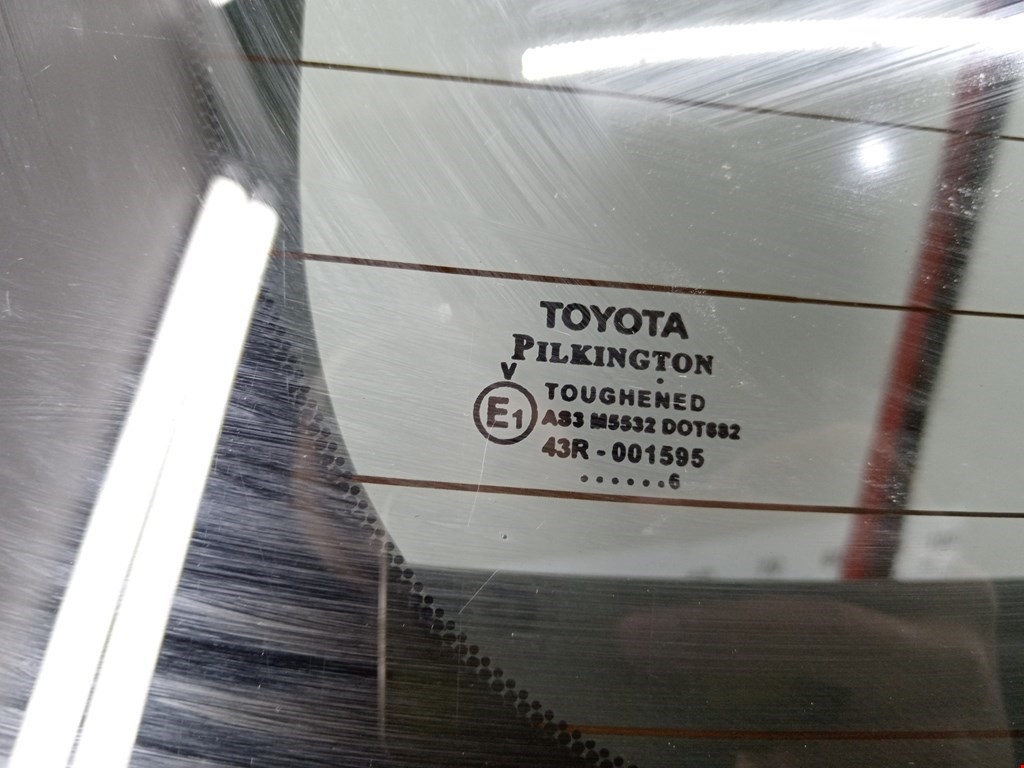 TOYOTA
PILKINGTON
V
E1
TOUGHENED
AS3 M5532 DOT682
43R - 001595
. . . . . . 6